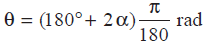 θ = (180°+ 2α) π/180 rad